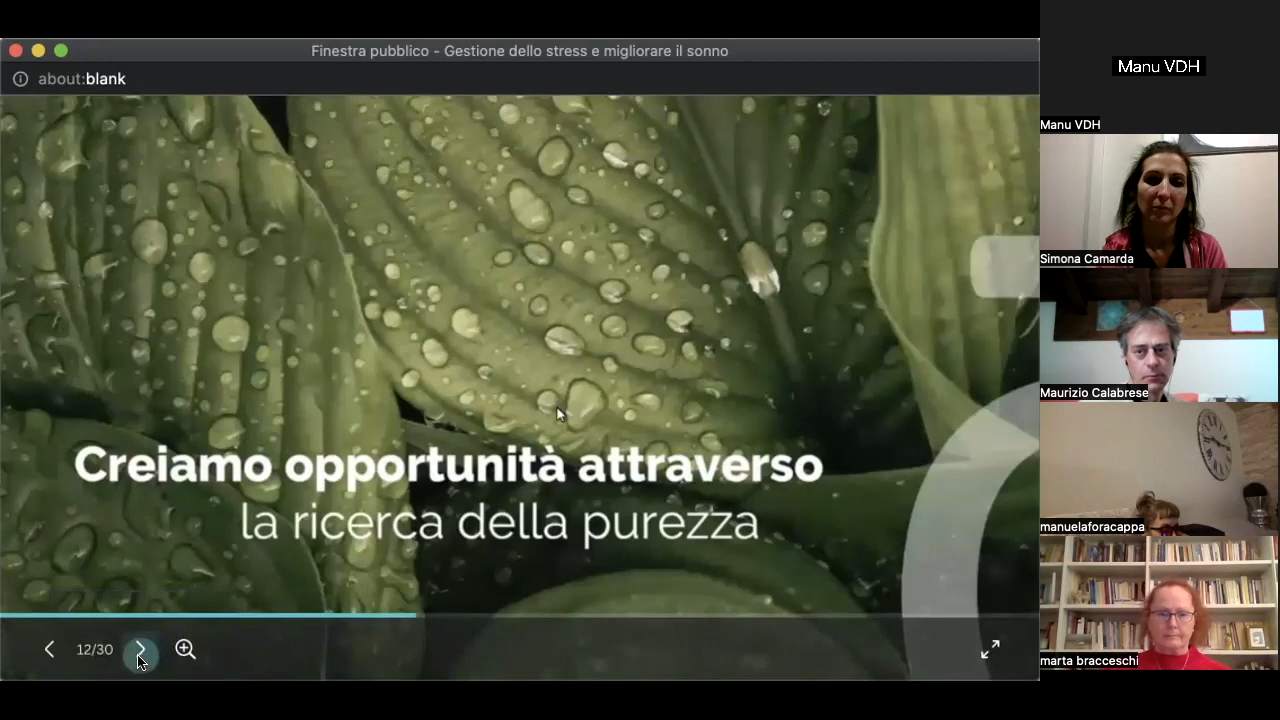 Finestra pubblico - Gestione dello stress e migliorare il sonno
about:blank
Creiamo opportunità attraverso
la ricerca della purezza
12/30
Manu VDH
Manu VDH
Simona Camarda
Maurizio Calabrese
manuelaforacappa
marta bracceschi